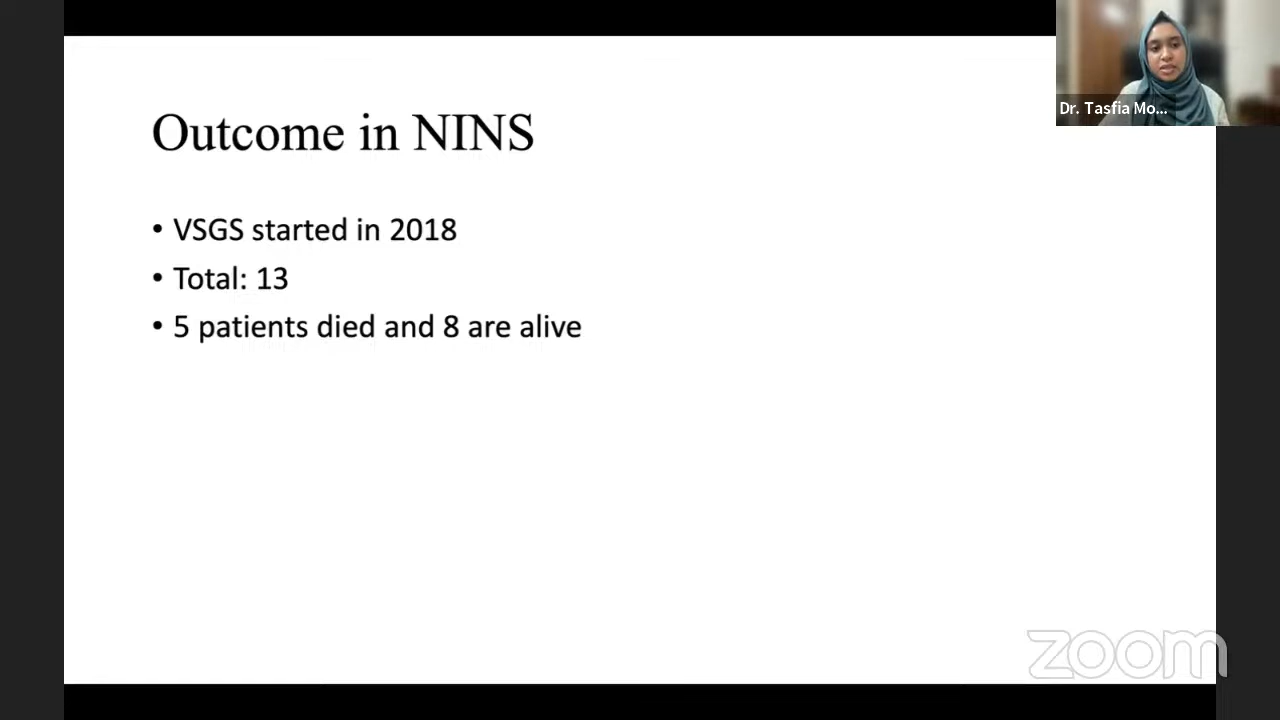 Dr. Tasfia Mo...
Outcome in NINS
• VSGS started in 2018
• Total: 13
• 5 patients died and 8 are alive
zoom